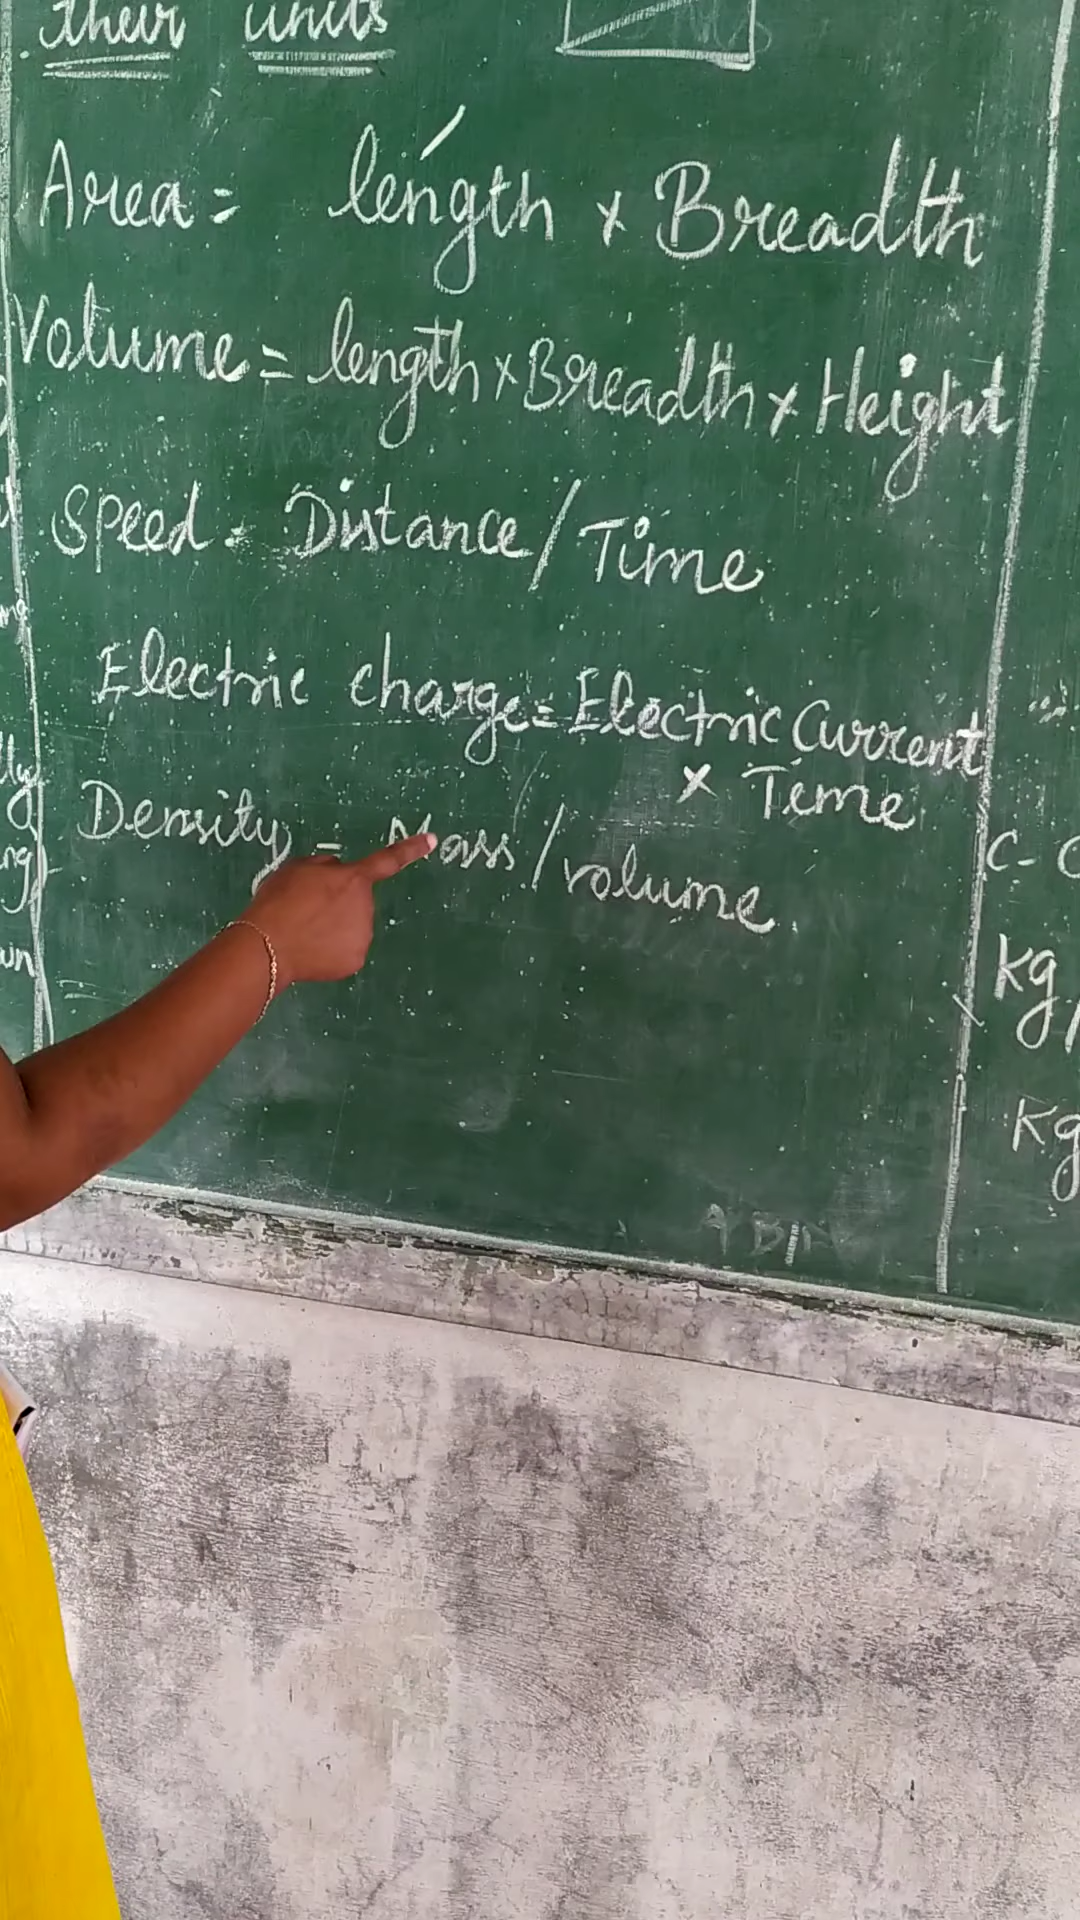 their units
Area = length × Breadth
Volume = length × Breadth × Height
Speed = Distance / Time
Electric charge = Electric Current
× Teme
Density = Mass / volume
C-
Kg
Kg